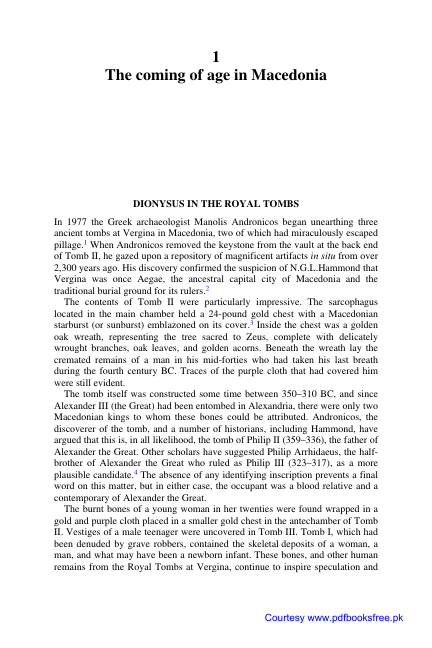 1
The coming of age in Macedonia
DIONYSUS IN THE ROYAL TOMBS
In 1977 the Greek archaeologist Manolis Andronicos began unearthing three
ancient tombs at Vergina in Macedonia, two of which had miraculously escaped
pillage.1 When Andronicos removed the keystone from the vault at the back end
of Tomb II, he gazed upon a repository of magnificent artifacts in situ from over
2,300 years ago. His discovery confirmed the suspicion of N.G.L.Hammond that
Vergina was once Aegae, the ancestral capital city of Macedonia and the
traditional burial ground for its rulers.2
The contents of Tomb II were particularly impressive. The sarcophagus
located in the main chamber held a 24-pound gold chest with a Macedonian
starburst (or sunburst) emblazoned on its cover.3 Inside the chest was a golden
oak wreath, representing the tree sacred to Zeus, complete with delicately
wrought branches, oak leaves, and golden acorns. Beneath the wreath lay the
cremated remains of a man in his mid-forties who had taken his last breath
during the fourth century BC. Traces of the purple cloth that had covered him
were still evident.
The tomb itself was constructed some time between 350–310 BC, and since
Alexander III (the Great) had been entombed in Alexandria, there were only two
Macedonian kings to whom these bones could be attributed. Andronicos, the
discoverer of the tomb, and a number of historians, including Hammond, have
argued that this is, in all likelihood, the tomb of Philip II (359–336), the father of
Alexander the Great. Other scholars have suggested Philip Arrhidaeus, the half-
brother of Alexander the Great who ruled as Philip III (323–317), as a more
plausible candidate.4 The absence of any identifying inscription prevents a final
word on this matter, but in either case, the occupant was a blood relative and a
contemporary of Alexander the Great.
The burnt bones of a young woman in her twenties were found wrapped in a
gold and purple cloth placed in a smaller gold chest in the antechamber of Tomb
II. Vestiges of a male teenager were uncovered in Tomb III. Tomb I, which had
been denuded by grave robbers, contained the skeletal deposits of a woman, a
man, and what may have been a newborn infant. These bones, and other human
remains from the Royal Tombs at Vergina, continue to inspire speculation and
Courtesy www.pdfbooksfree.pk